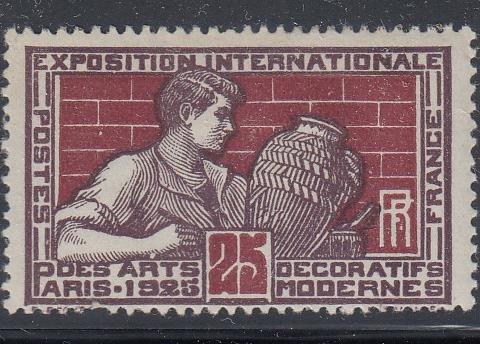 EXPOSITION INTERNATIONALE
POSTES
FRANCE
RF
25
DES ARTS DECORATIFS
PARIS·1925 MODERNES